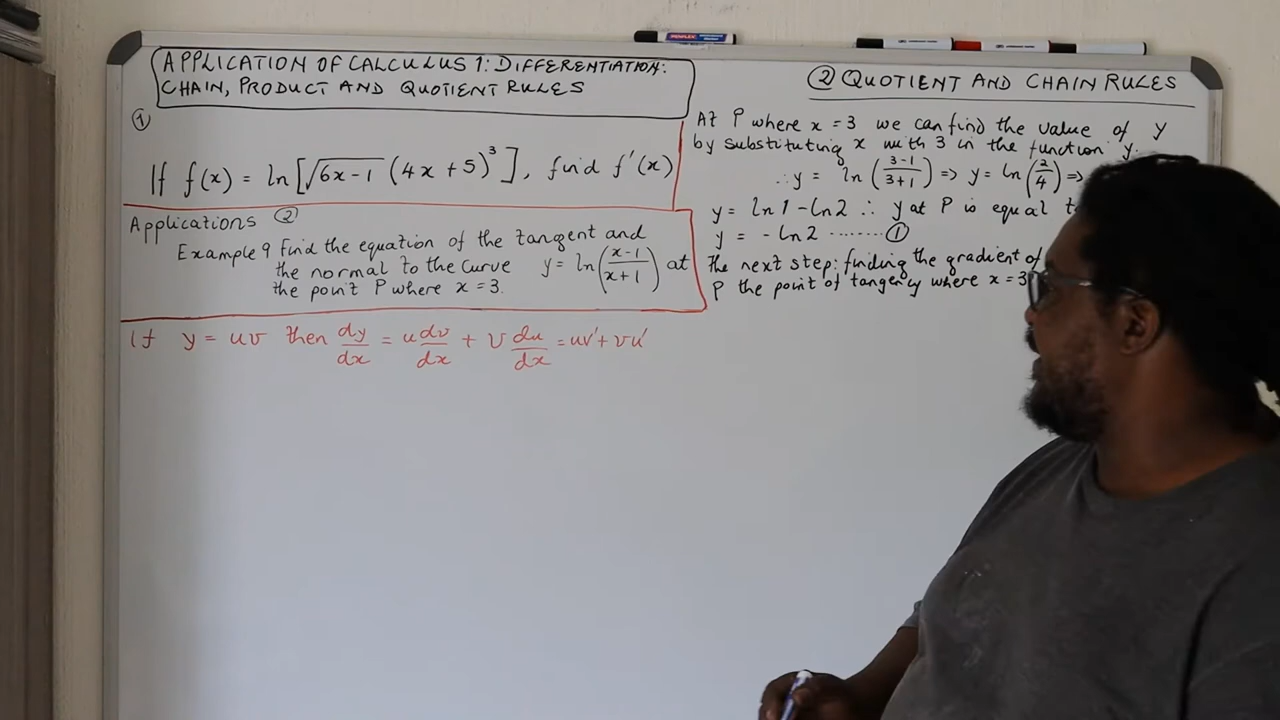 APPLICATION OF CALCULUS 1: DIFFERENTIATION:
CHAIN, PRODUCT AND QUOTIENT RULES
①
If f(x) = ln[√(6x-1) (4x+5)³], find f'(x)
Applications ②
Example 9 Find the equation of the tangent and
the normal to the curve y = ln((x-1)/(x+1)) at
the point P where x = 3.
If y = uv then dy/dx = u dv/dx + v du/dx = uv' + vu'
② QUOTIENT AND CHAIN RULES
At P where x = 3 we can find the value of y
by substituting x with 3 in the function y.
∴ y = ln((3-1)/(3+1)) => y = ln(2/4) =>
y = ln1 - ln2 ∴ y at P is equal
y = -ln2 ........ ①
The next step: finding the gradient of
P the point of tangency where x = 3